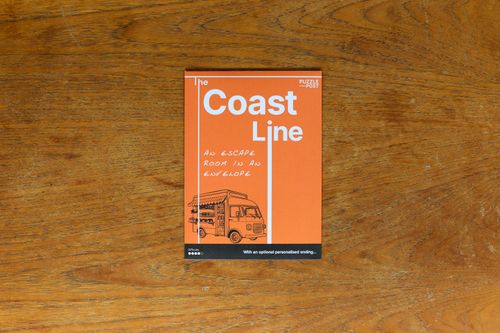 The
Coast
Line
PUZZLE
POST
AN ESCAPE
ROOM IN AN
ENVELOPE
With an optional personalised ending...